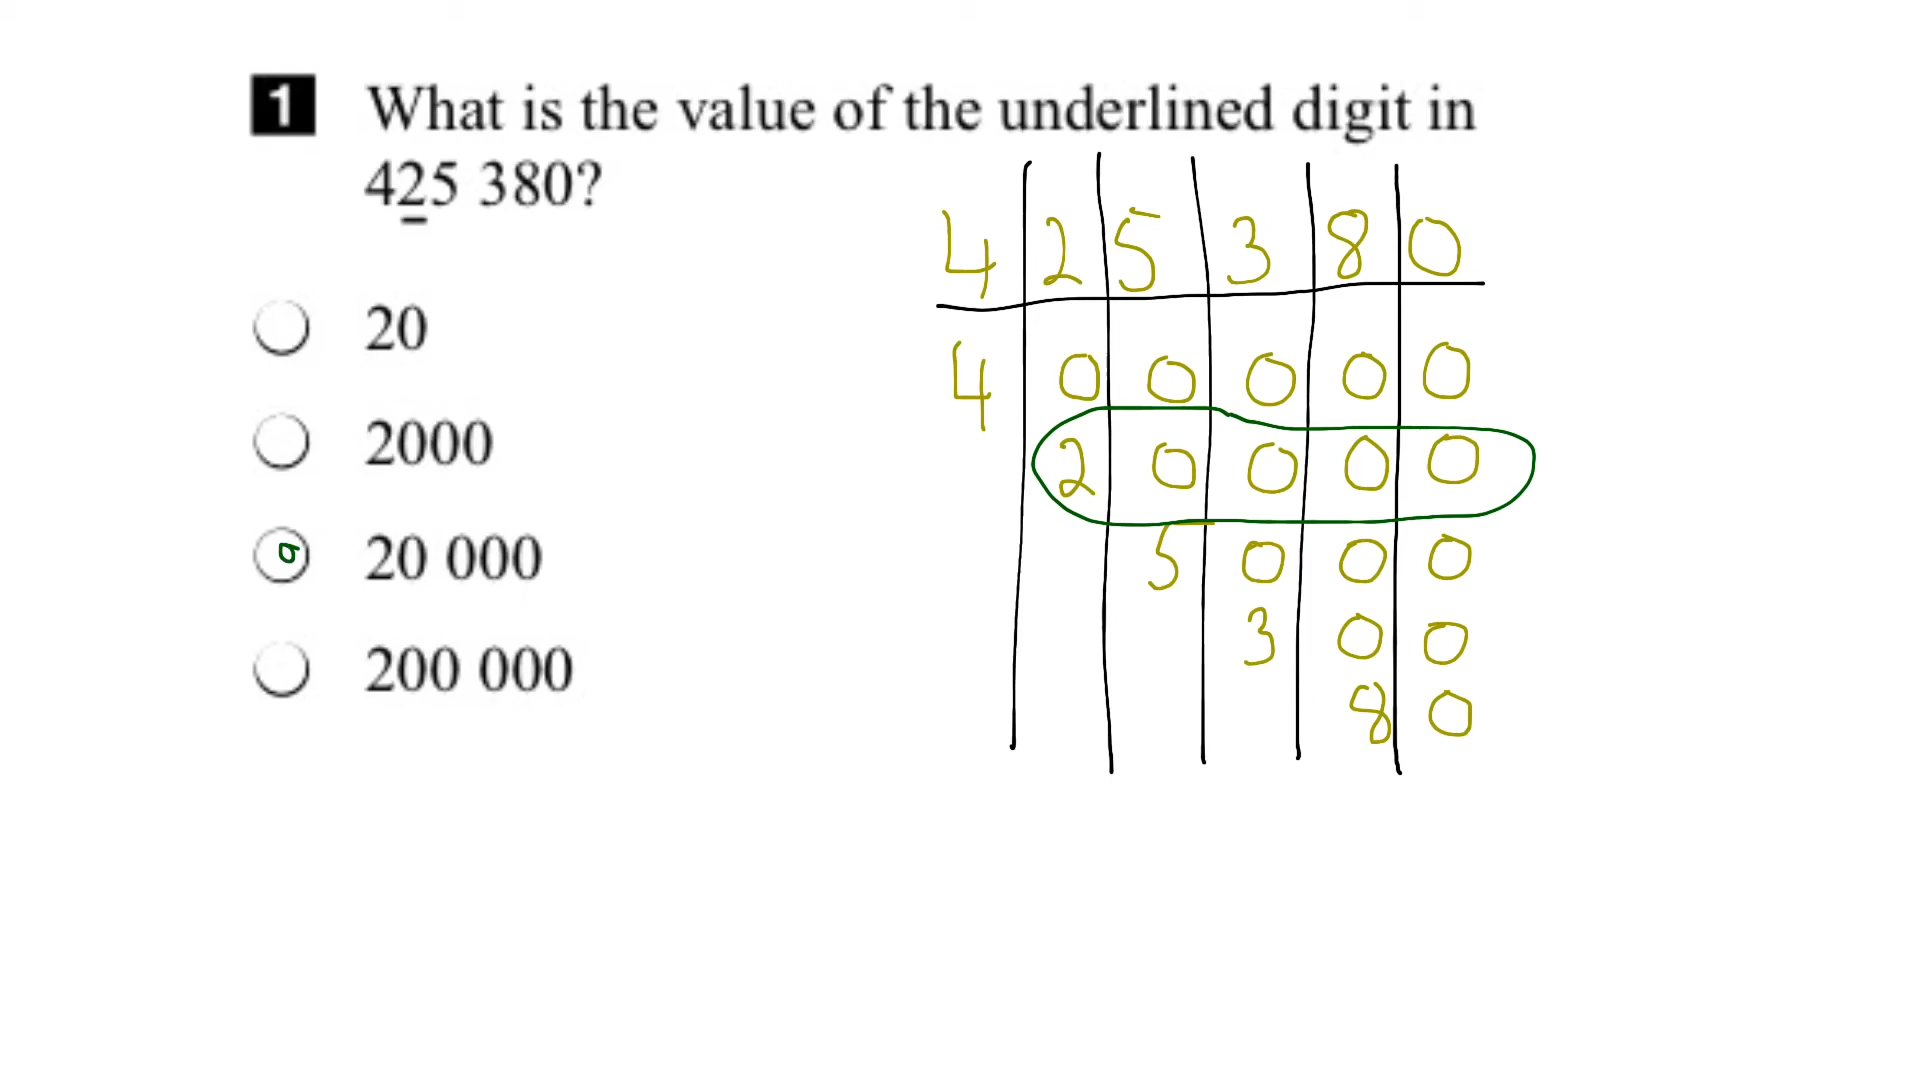 1 What is the value of the underlined digit in
425 380?
20
2000
20 000
200 000
4 2 5 3 8 0
4 0 0 0 0 0
2 0 0 0 0
5 0 0 0
3 0 0
8 0